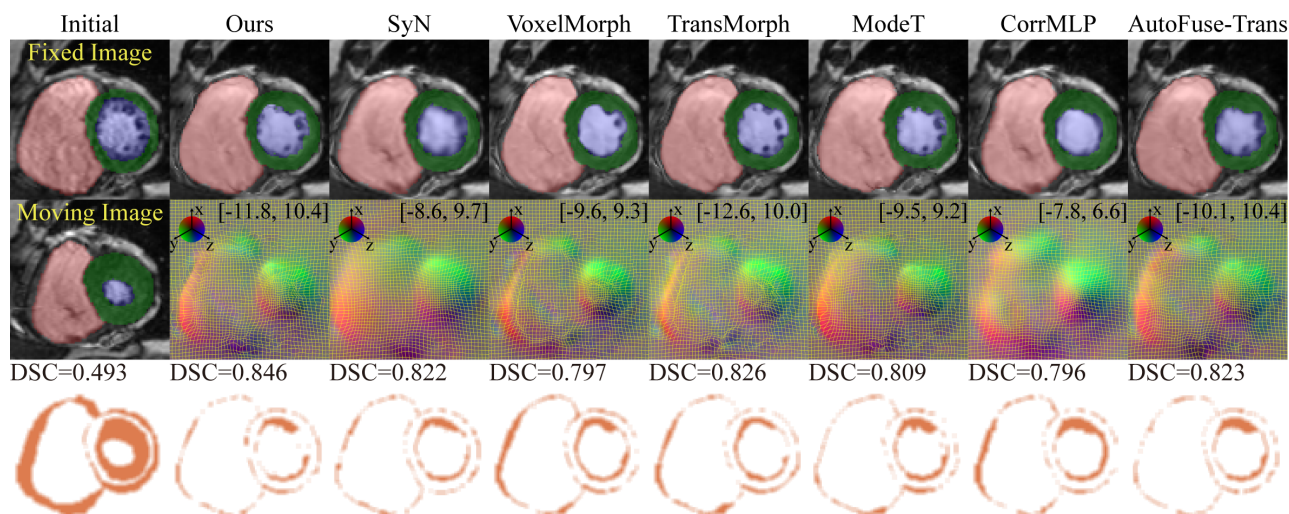 Initial Ours SyN VoxelMorph TransMorph ModeT CorrMLP AutoFuse-Trans
Fixed Image
Moving Image [-11.8, 10.4] [-8.6, 9.7] [-9.6, 9.3] [-12.6, 10.0] [-9.5, 9.2] [-7.8, 6.6] [-10.1, 10.4]
x x x x x x x
y z y z y z y z y z y z y z
DSC=0.493 DSC=0.846 DSC=0.822 DSC=0.797 DSC=0.826 DSC=0.809 DSC=0.796 DSC=0.823